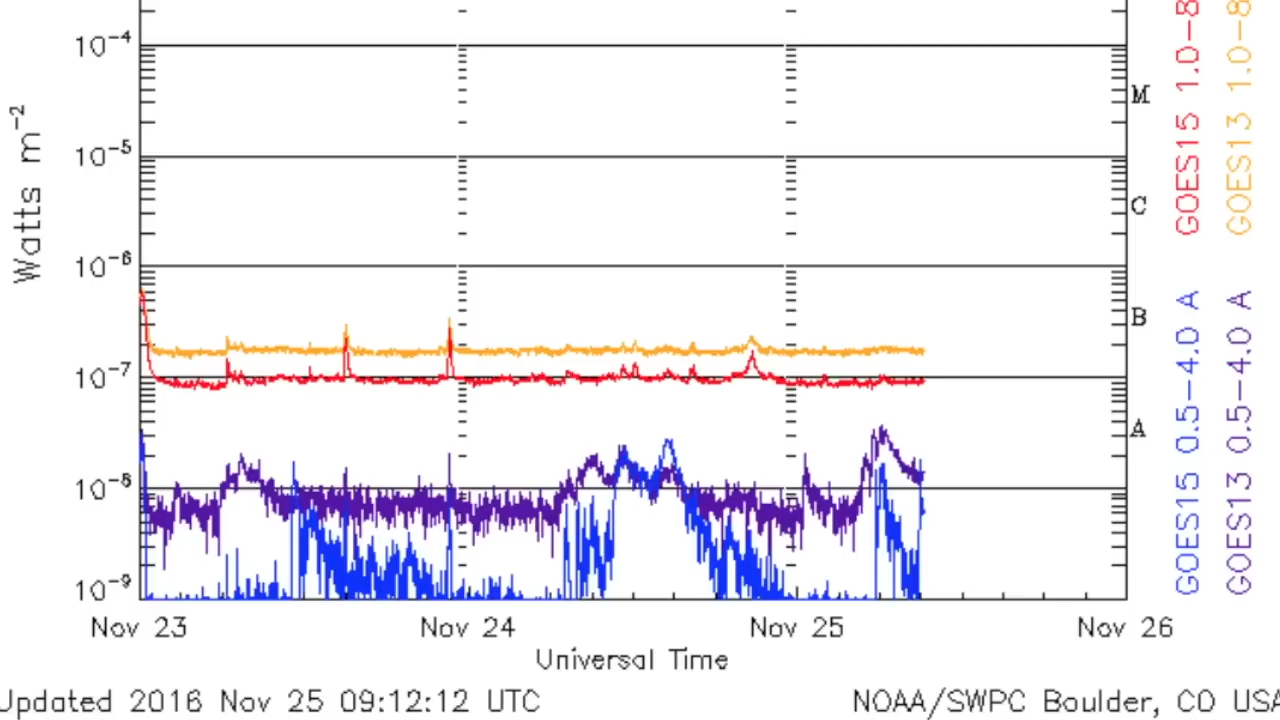 10⁻⁴
10⁻⁵
10⁻⁶
10⁻⁷
10⁻⁸
10⁻⁹
Watts m⁻²
M
C
B
A
GOES15 1.0-8
GOES13 1.0-8
GOES15 0.5-4.0 A
GOES13 0.5-4.0 A
Nov 23 Nov 24 Nov 25 Nov 26
Universal Time
Updated 2016 Nov 25 09:12:12 UTC
NOAA/SWPC Boulder, CO USA